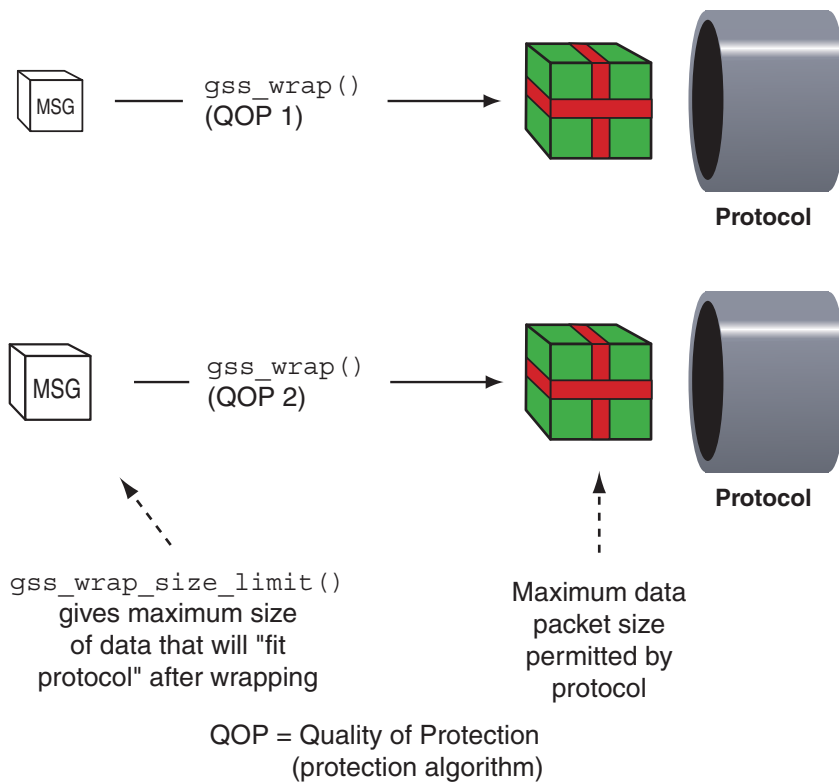 MSG
gss_wrap()
(QOP 1)
Protocol
MSG
gss_wrap()
(QOP 2)
Protocol
gss_wrap_size_limit()
gives maximum size
of data that will "fit
protocol" after wrapping
Maximum data
packet size
permitted by
protocol
QOP = Quality of Protection
(protection algorithm)